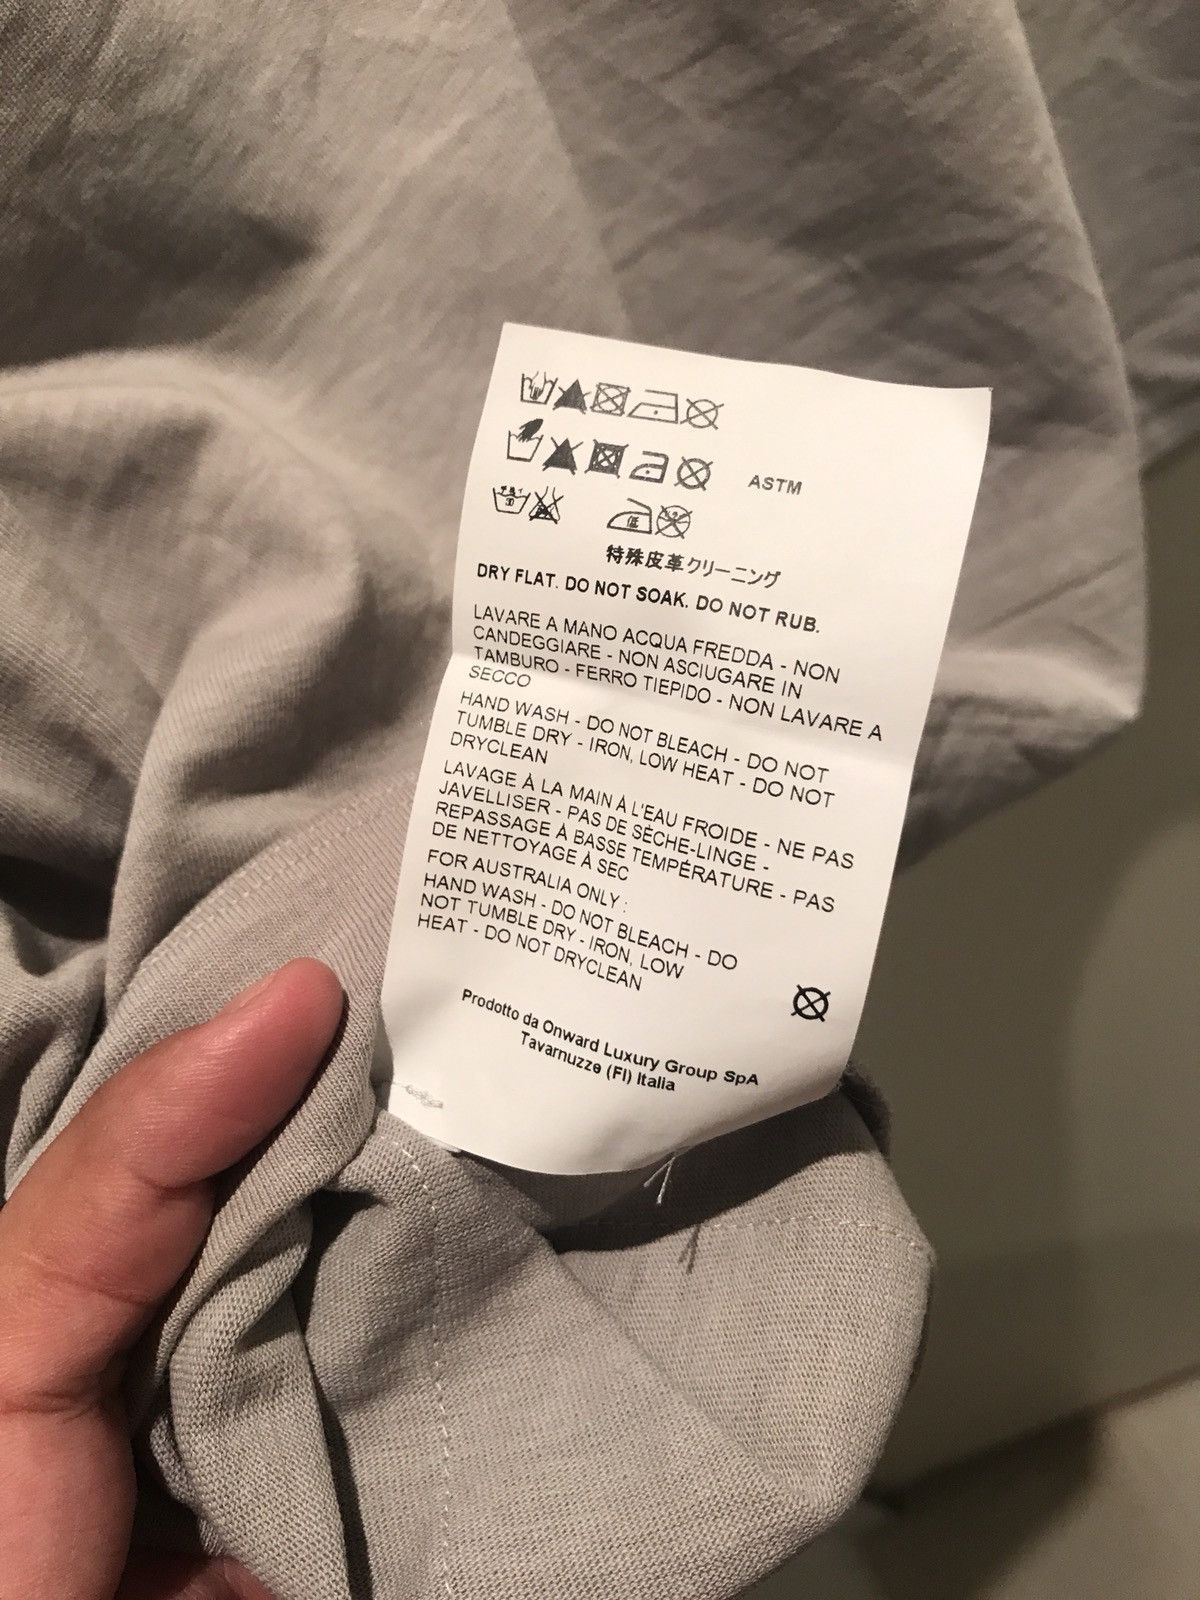 ASTM
特殊皮革クリーニング
DRY FLAT. DO NOT SOAK. DO NOT RUB.
LAVARE A MANO ACQUA FREDDA - NON
CANDEGGIARE - NON ASCIUGARE IN
TAMBURO - FERRO TIEPIDO - NON LAVARE A
SECCO
HAND WASH - DO NOT BLEACH - DO NOT
TUMBLE DRY - IRON, LOW HEAT - DO NOT
DRYCLEAN
LAVAGE À LA MAIN À L'EAU FROIDE - NE PAS
JAVELLISER - PAS DE SÈCHE-LINGE -
REPASSAGE À BASSE TEMPÉRATURE - PAS
DE NETTOYAGE À SEC
FOR AUSTRALIA ONLY :
HAND WASH - DO NOT BLEACH - DO
NOT TUMBLE DRY - IRON, LOW
HEAT - DO NOT DRYCLEAN
Prodotto da Onward Luxury Group SpA
Tavarnuzze (FI) Italia